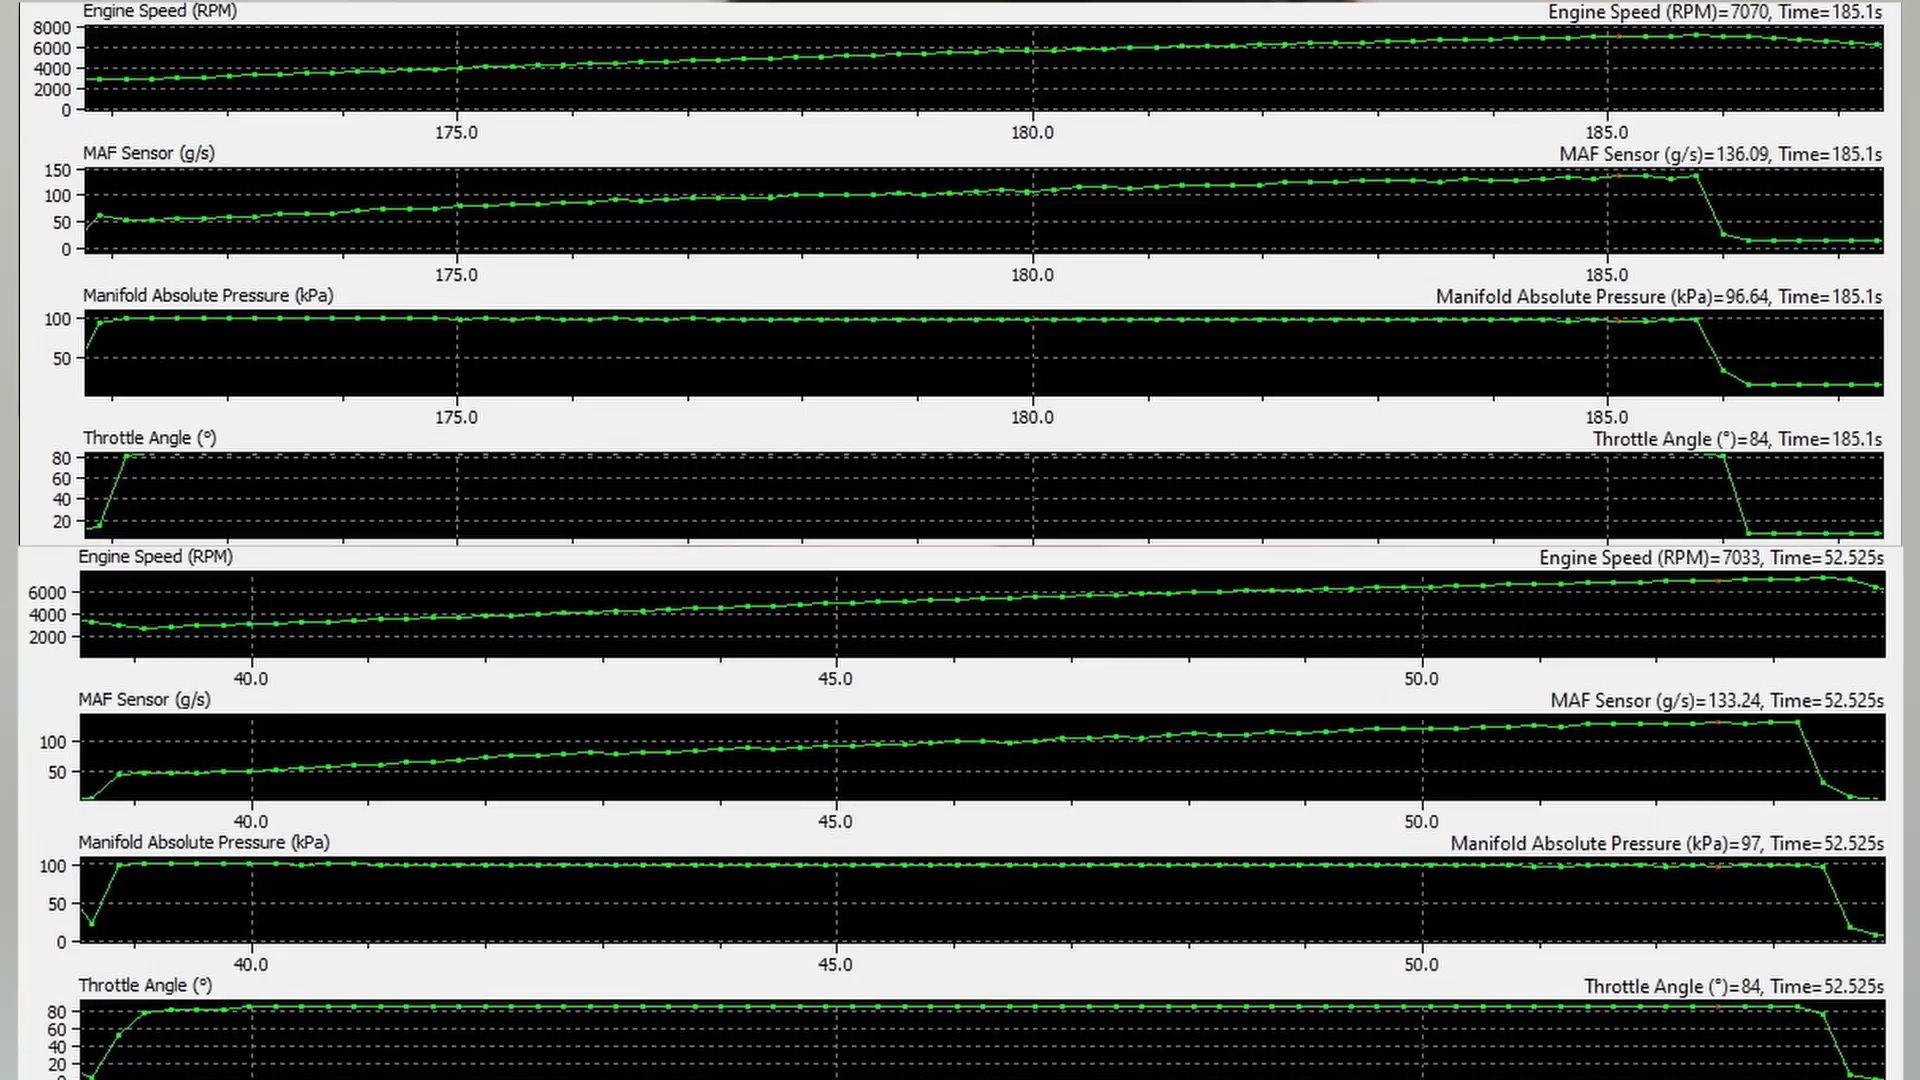 Engine Speed (RPM) Engine Speed (RPM)=7070, Time=185.1s
8000
6000
4000
2000
0
175.0 180.0 185.0
MAF Sensor (g/s) MAF Sensor (g/s)=136.09, Time=185.1s
150
100
50
0
175.0 180.0 185.0
Manifold Absolute Pressure (kPa) Manifold Absolute Pressure (kPa)=96.64, Time=185.1s
100
50
175.0 180.0 185.0
Throttle Angle (°) Throttle Angle (°)=84, Time=185.1s
80
60
40
20
Engine Speed (RPM) Engine Speed (RPM)=7033, Time=52.525s
6000
4000
2000
40.0 45.0 50.0
MAF Sensor (g/s) MAF Sensor (g/s)=133.24, Time=52.525s
100
50
40.0 45.0 50.0
Manifold Absolute Pressure (kPa) Manifold Absolute Pressure (kPa)=97, Time=52.525s
100
50
0
40.0 45.0 50.0
Throttle Angle (°) Throttle Angle (°)=84, Time=52.525s
80
60
40
20
0